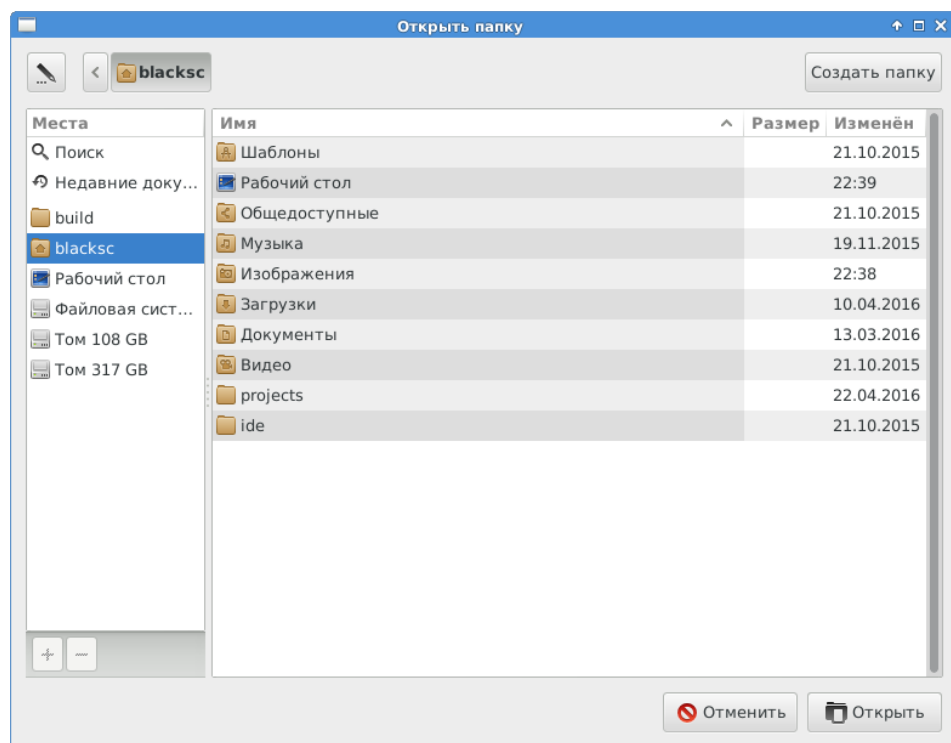 Открыть папку
blacksc
Создать папку
Места
Поиск
Недавние доку...
build
blacksc
Рабочий стол
Файловая сист...
Том 108 GB
Том 317 GB
Имя Размер Изменён
Шаблоны 21.10.2015
Рабочий стол 22:39
Общедоступные 21.10.2015
Музыка 19.11.2015
Изображения 22:38
Загрузки 10.04.2016
Документы 13.03.2016
Видео 21.10.2015
projects 22.04.2016
ide 21.10.2015
Отменить
Открыть